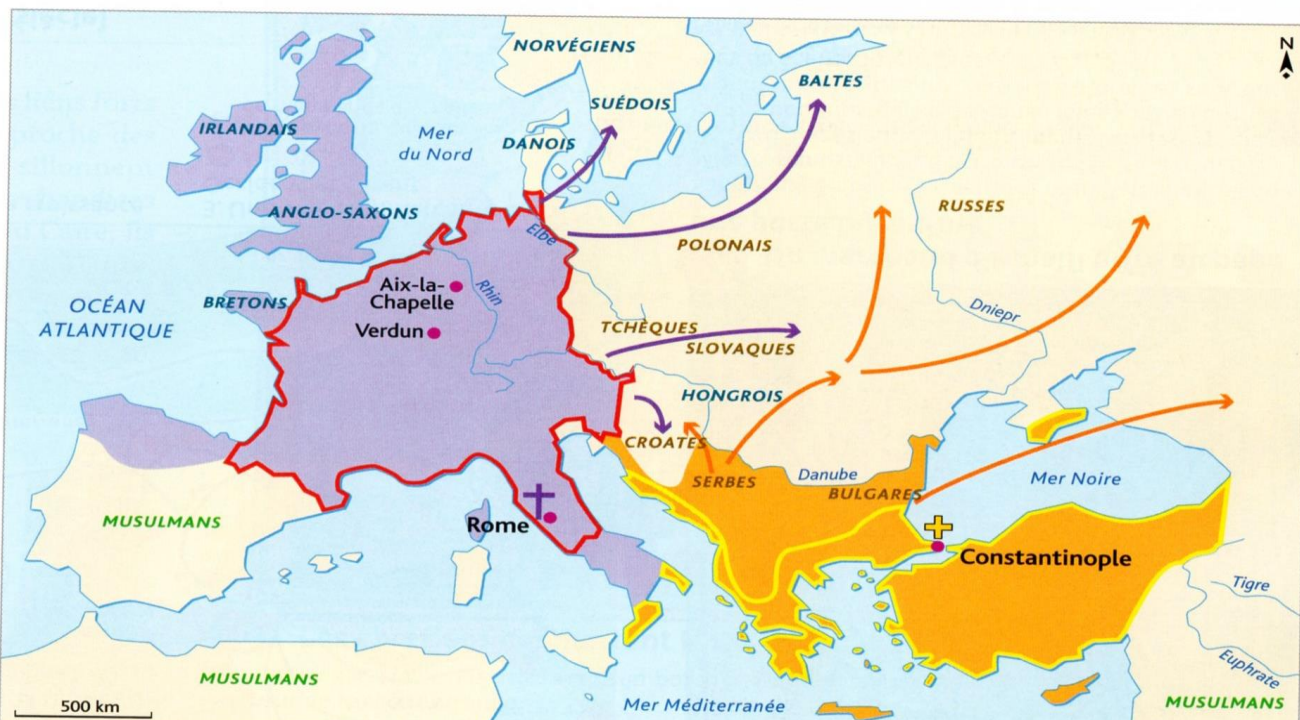 NORVÉGIENS
N
BALTES
SUÉDOIS
IRLANDAIS
Mer
du Nord
DANOIS
ANGLO-SAXONS
RUSSES
Elbe
POLONAIS
Aix-la-
Chapelle
Rhin
BRETONS
OCÉAN
ATLANTIQUE
Dniepr
Verdun
TCHÈQUES
SLOVAQUES
HONGROIS
CROATES
SERBES
Danube
BULGARES
Mer Noire
MUSULMANS
Rome
Constantinople
Tigre
Euphrate
MUSULMANS
500 km
Mer Méditerranée
MUSULMANS